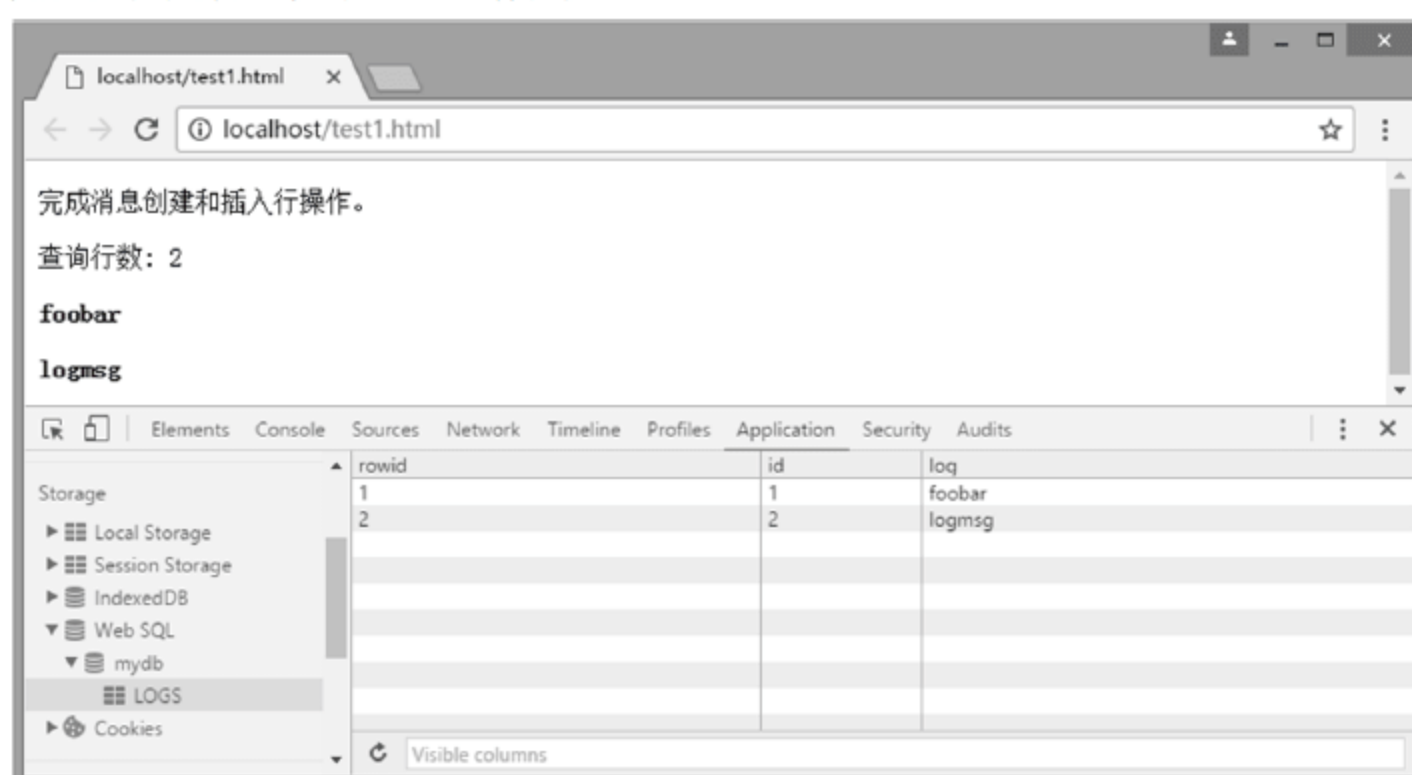 localhost/test1.html
localhost/test1.html
完成消息创建和插入行操作。
查询行数: 2
foobar
logmsg
Elements Console Sources Network Timeline Profiles Application Security Audits
Storage
Local Storage
Session Storage
IndexedDB
Web SQL
mydb
LOGS
Cookies
rowid id log
1 1 foobar
2 2 logmsg
Visible columns